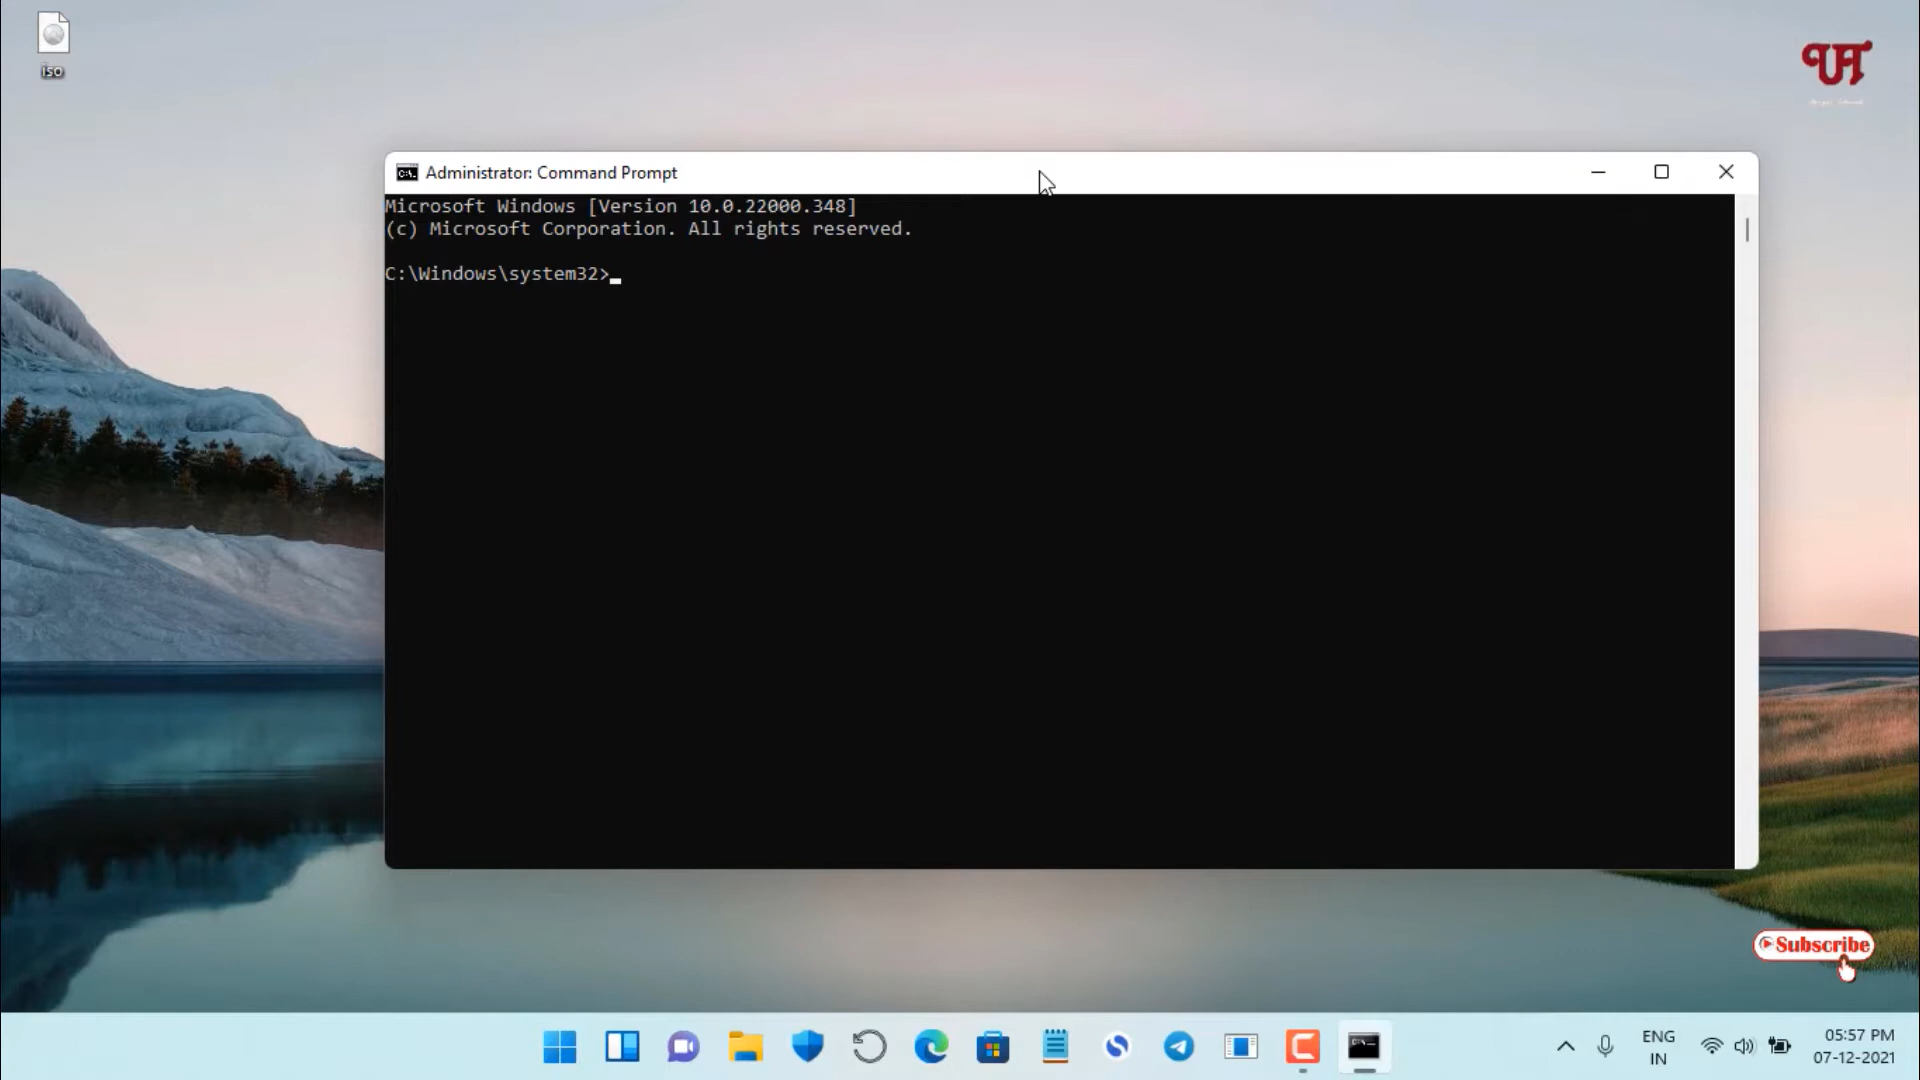 iso
Administrator: Command Prompt
Microsoft Windows [Version 10.0.22000.348]
(c) Microsoft Corporation. All rights reserved.
C:\Windows\system32>
Subscribe
ENG
IN
05:57 PM
07-12-2021